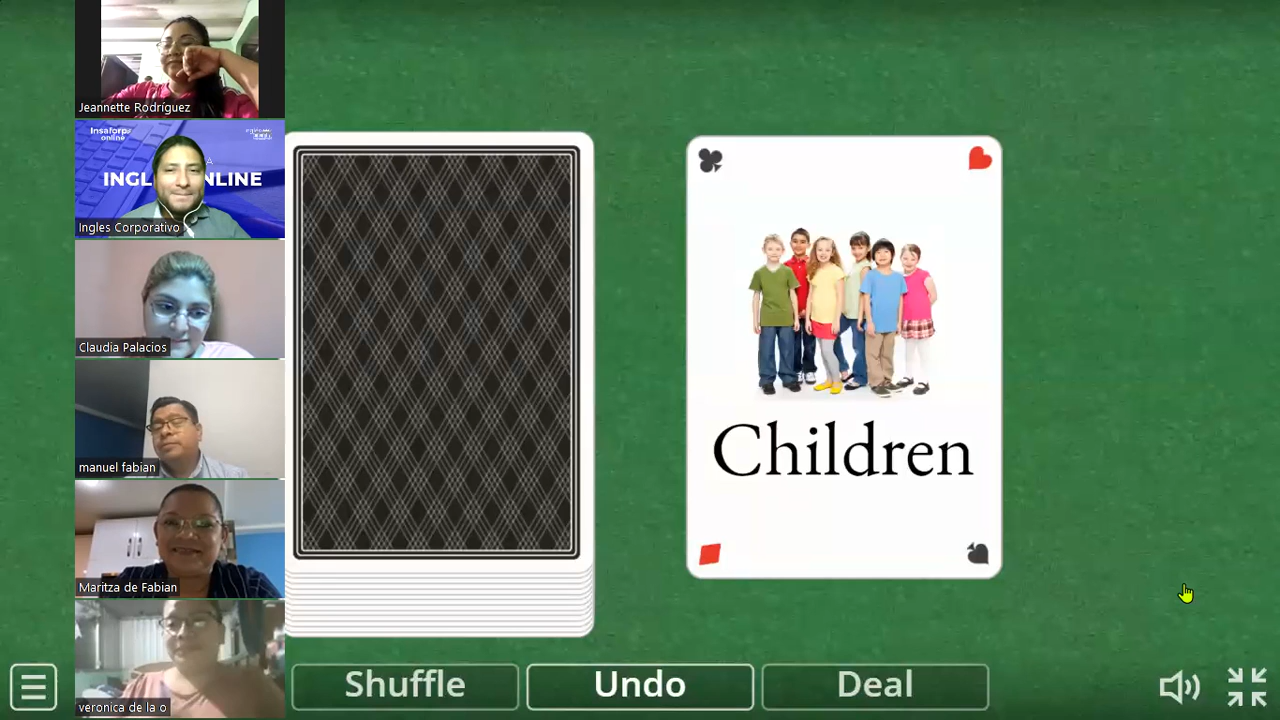 Jeannette Rodríguez
Insaforp
online
INGL NLINE
Ingles Corporativo
Claudia Palacios
manuel fabian
Maritza de Fabian
veronica de la o
Children
Shuffle
Undo
Deal